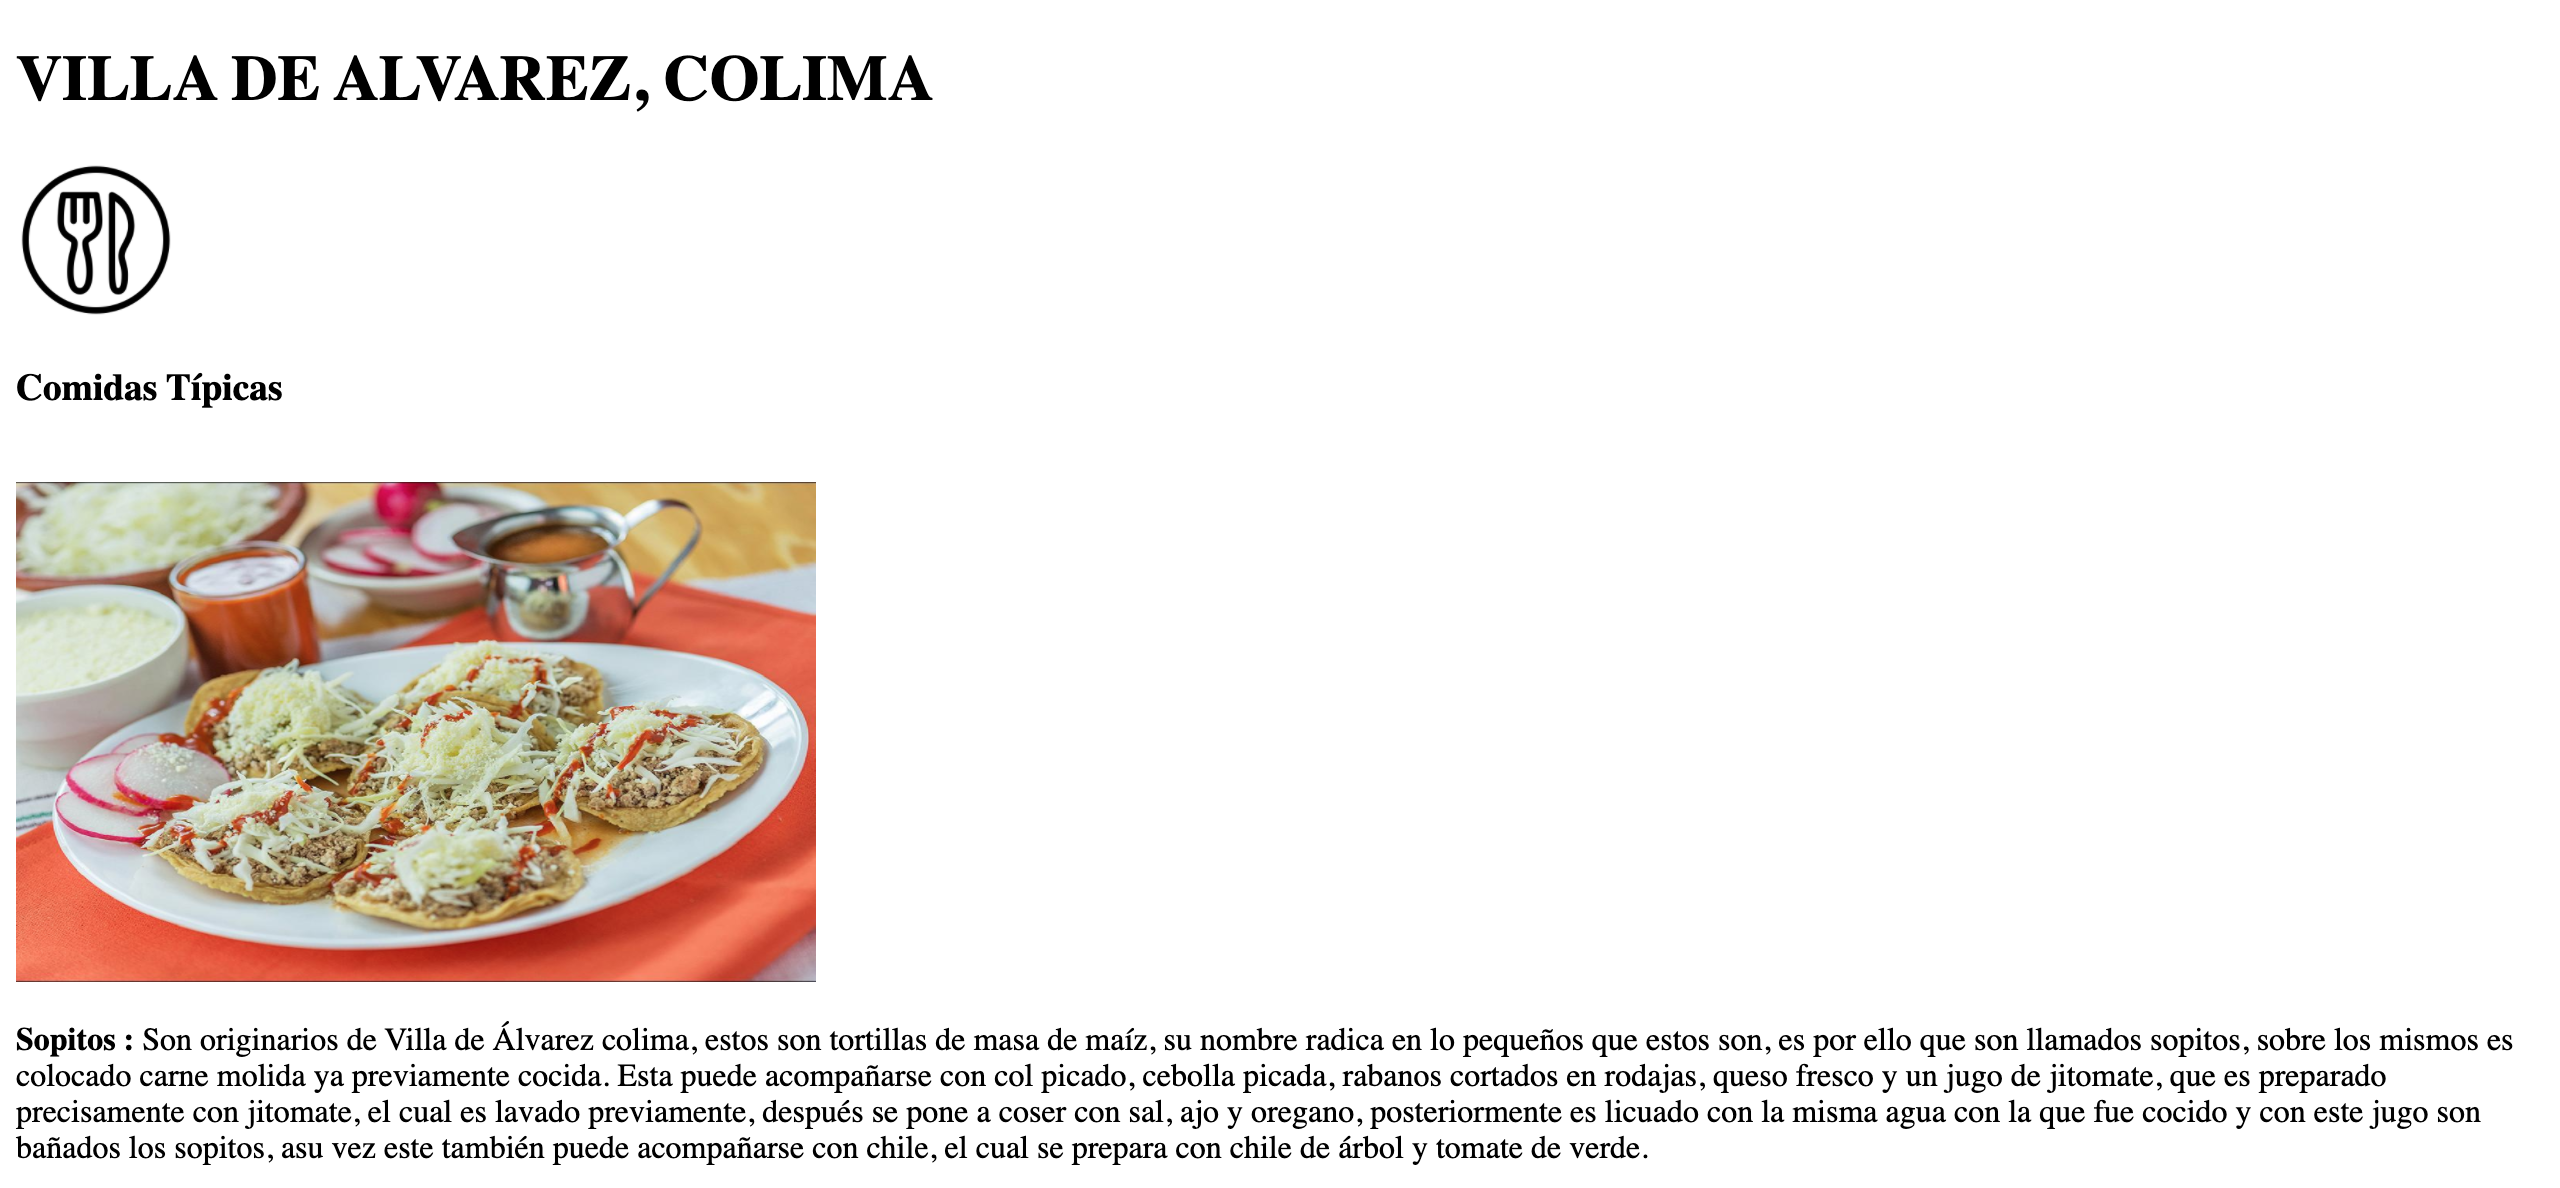 VILLA DE ALVAREZ, COLIMA
Comidas Típicas
Sopitos : Son originarios de Villa de Álvarez colima, estos son tortillas de masa de maíz, su nombre radica en lo pequeños que estos son, es por ello que son llamados sopitos, sobre los mismos es
colocado carne molida ya previamente cocida. Esta puede acompañarse con col picado, cebolla picada, rabanos cortados en rodajas, queso fresco y un jugo de jitomate, que es preparado
precisamente con jitomate, el cual es lavado previamente, después se pone a coser con sal, ajo y oregano, posteriormente es licuado con la misma agua con la que fue cocido y con este jugo son
bañados los sopitos, asu vez este también puede acompañarse con chile, el cual se prepara con chile de árbol y tomate de verde.